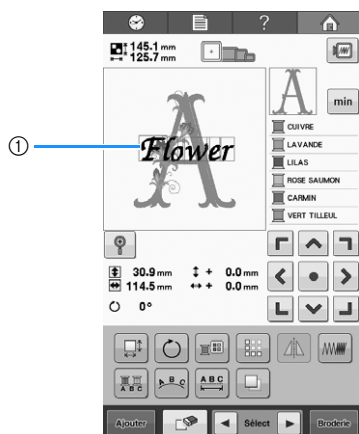 ?
145.1 mm
125.7 mm
A
A
min
Flower
①
CUIVRE
LAVANDE
LILAS
ROSE SAUMON
CARMIN
VERT TILLEUL
30.9 mm + 0.0 mm
114.5 mm + 0.0 mm
0°
A B C
A B C
A B C
Ajouter Sélect Broderie